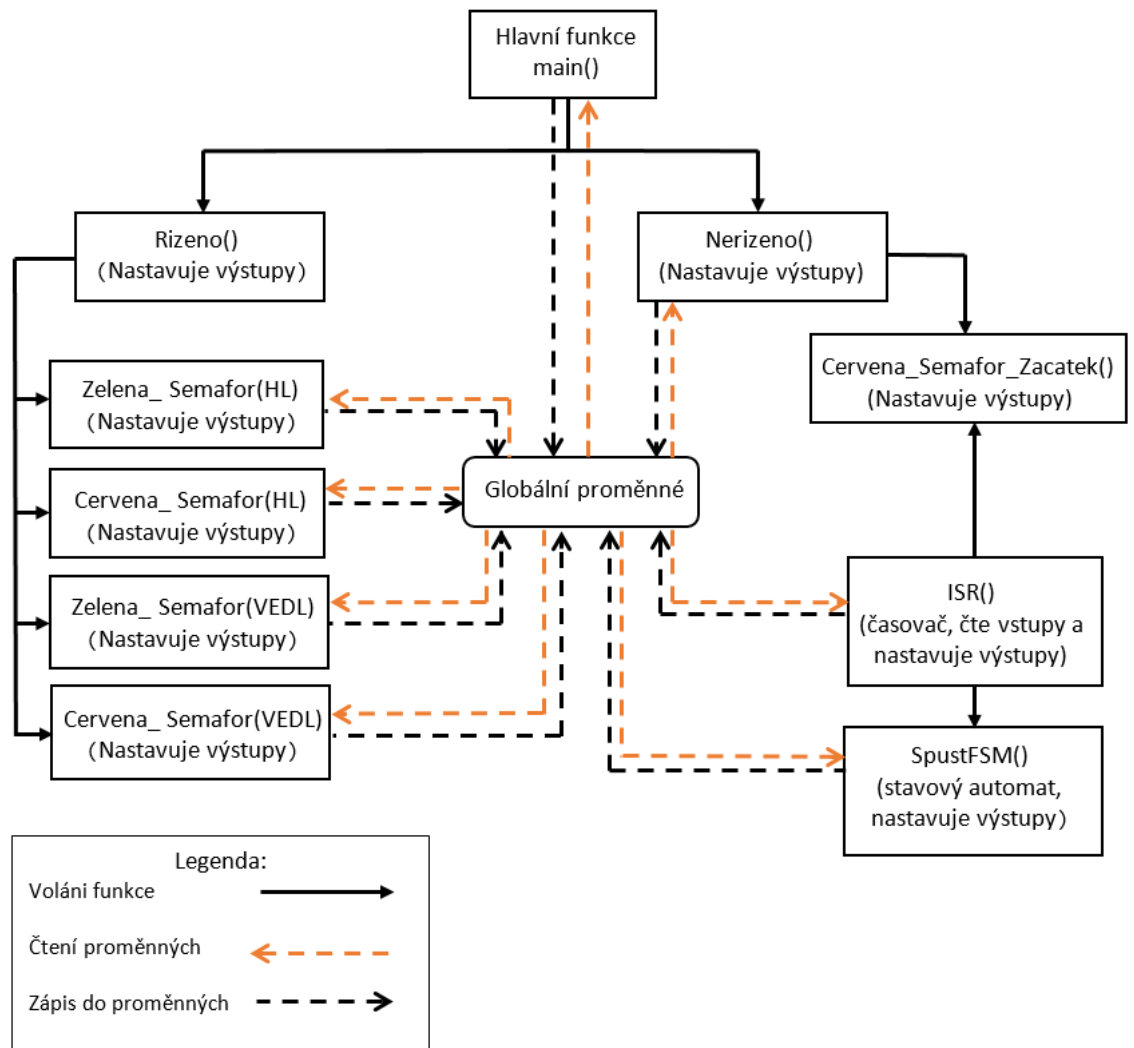 Hlavní funkce
main()
Rizeno()
(Nastavuje výstupy)
Nerizeno()
(Nastavuje výstupy)
Cervena_Semafor_Zacatek()
(Nastavuje výstupy)
Zelena_ Semafor(HL)
(Nastavuje výstupy)
Globální proměnné
Cervena_ Semafor(HL)
(Nastavuje výstupy)
Zelena_ Semafor(VEDL)
(Nastavuje výstupy)
ISR()
(časovač, čte vstupy a
nastavuje výstupy)
Cervena_ Semafor(VEDL)
(Nastavuje výstupy)
SpustFSM()
(stavový automat,
nastavuje výstupy)
Legenda:
Voláni funkce
Čtení proměnných
Zápis do proměnných